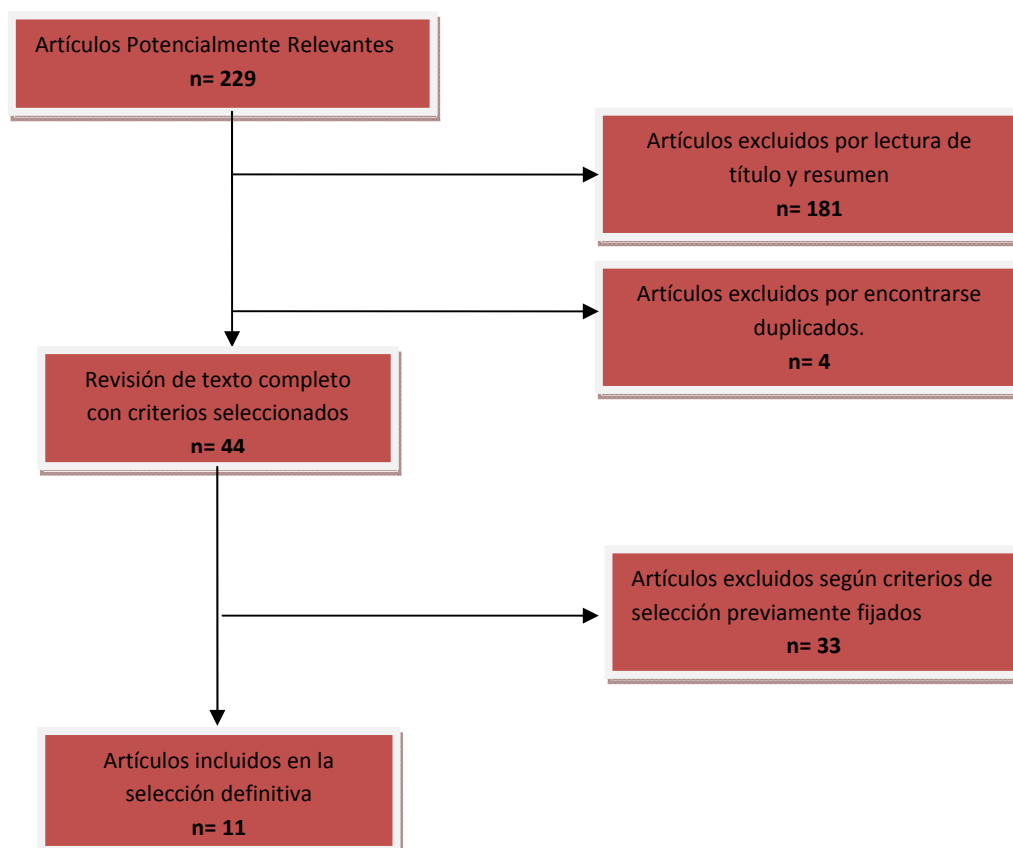 Artículos Potencialmente Relevantes
n= 229
Artículos excluidos por lectura de
título y resumen
n= 181
Artículos excluidos por encontrarse
duplicados.
n= 4
Revisión de texto completo
con criterios seleccionados
n= 44
Artículos excluidos según criterios de
selección previamente fijados
n= 33
Artículos incluidos en la
selección definitiva
n= 11